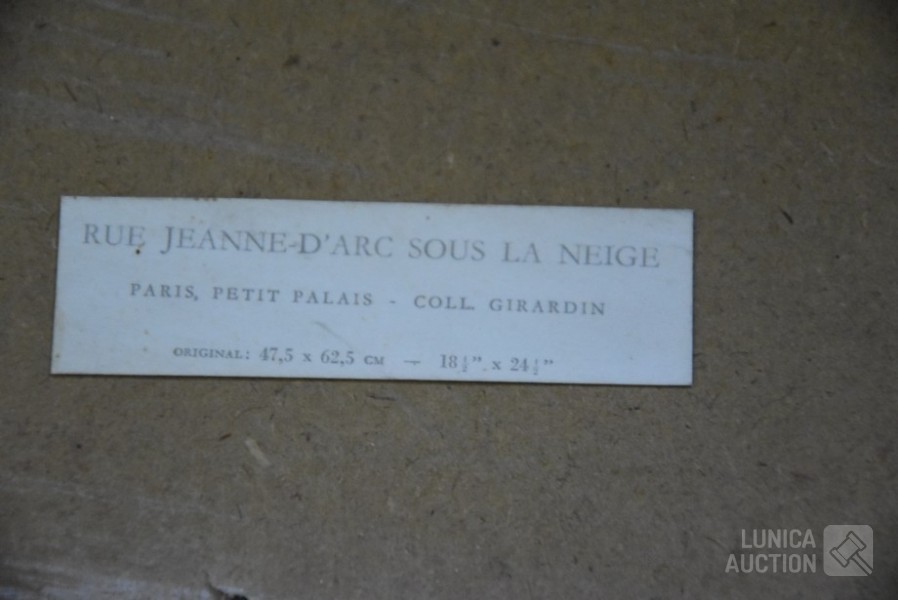 RUE JEANNE-D'ARC SOUS LA NEIGE
PARIS, PETIT PALAIS - COLL. GIRARDIN
ORIGINAL: 47,5 x 62,5 CM — 18½" x 24½"
LUNICA
AUCTION